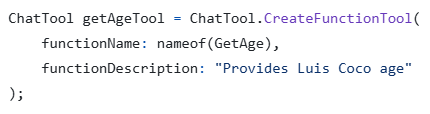 ChatTool getAgeTool = ChatTool.CreateFunctionTool(
    functionName: nameof(GetAge),
    functionDescription: "Provides Luis Coco age"
);